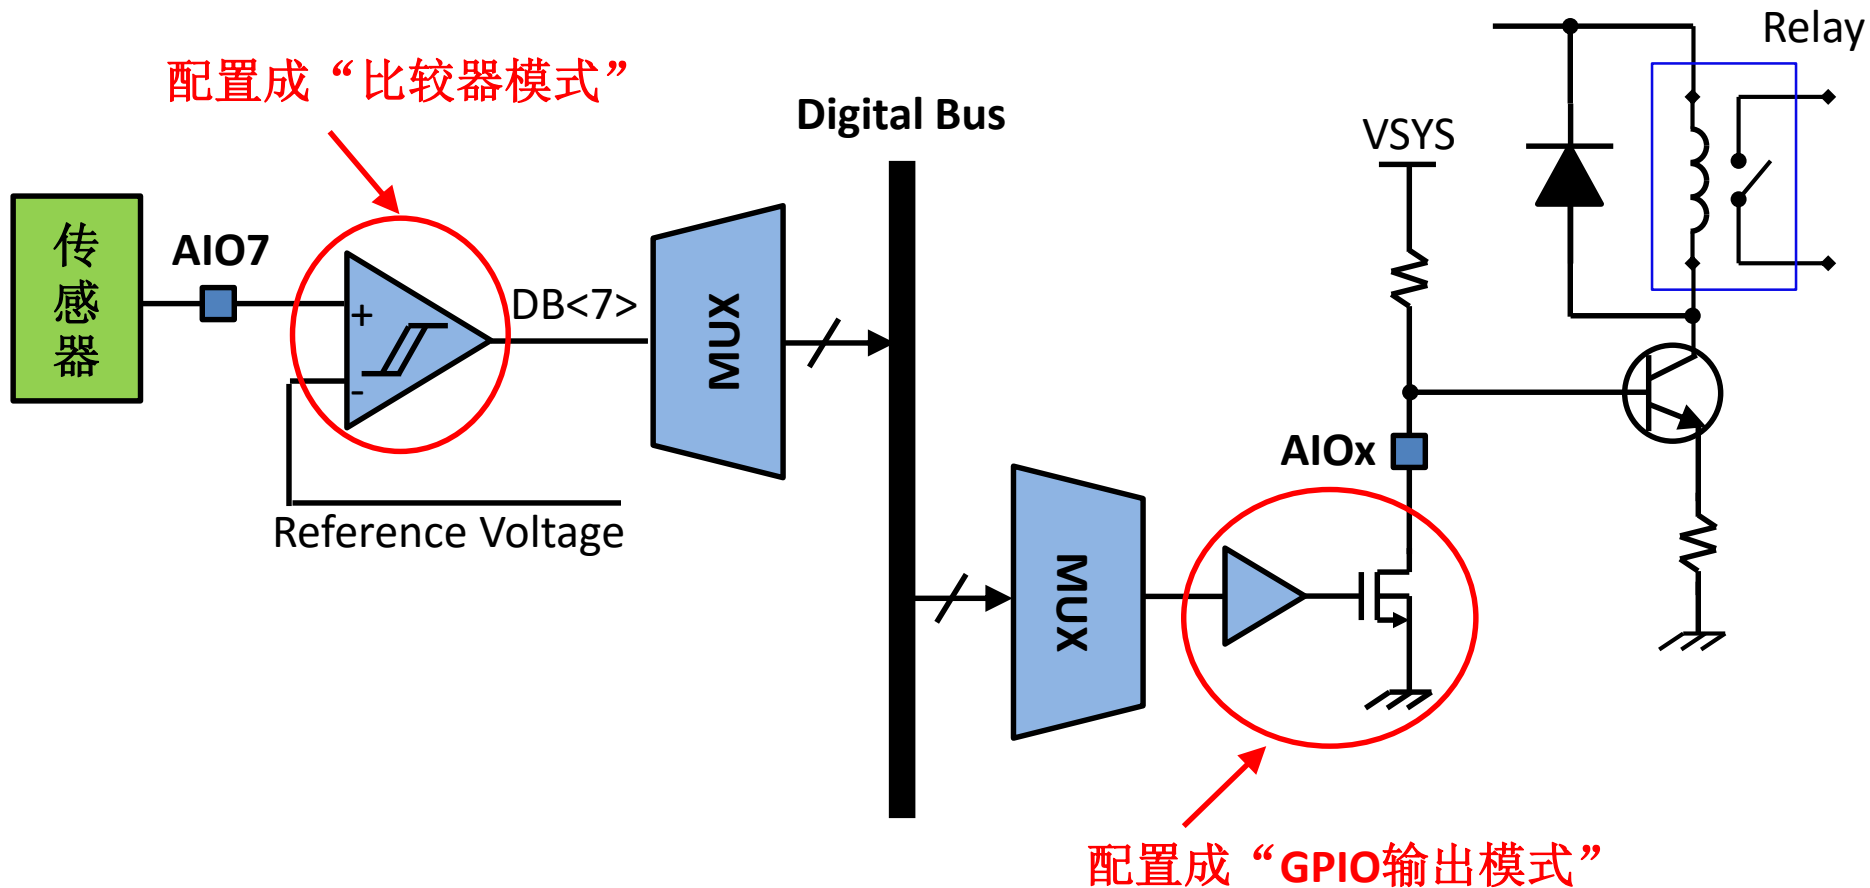 Relay
配置成“比较器模式”
Digital Bus
VSYS
传感器
AIO7
+
-
DB<7>
MUX
Reference Voltage
AIOx
MUX
配置成“GPIO输出模式”